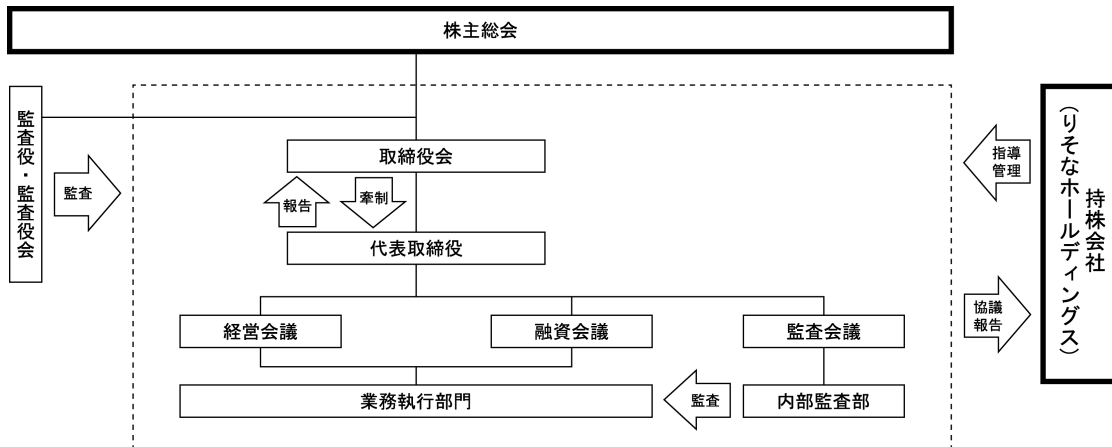 株主総会
監査役・監査役会
監査
取締役会
報告
牽制
代表取締役
経営会議
融資会議
監査会議
業務執行部門
監査
内部監査部
指導
管理
協議
報告
持株会社
(りそなホールディングス)